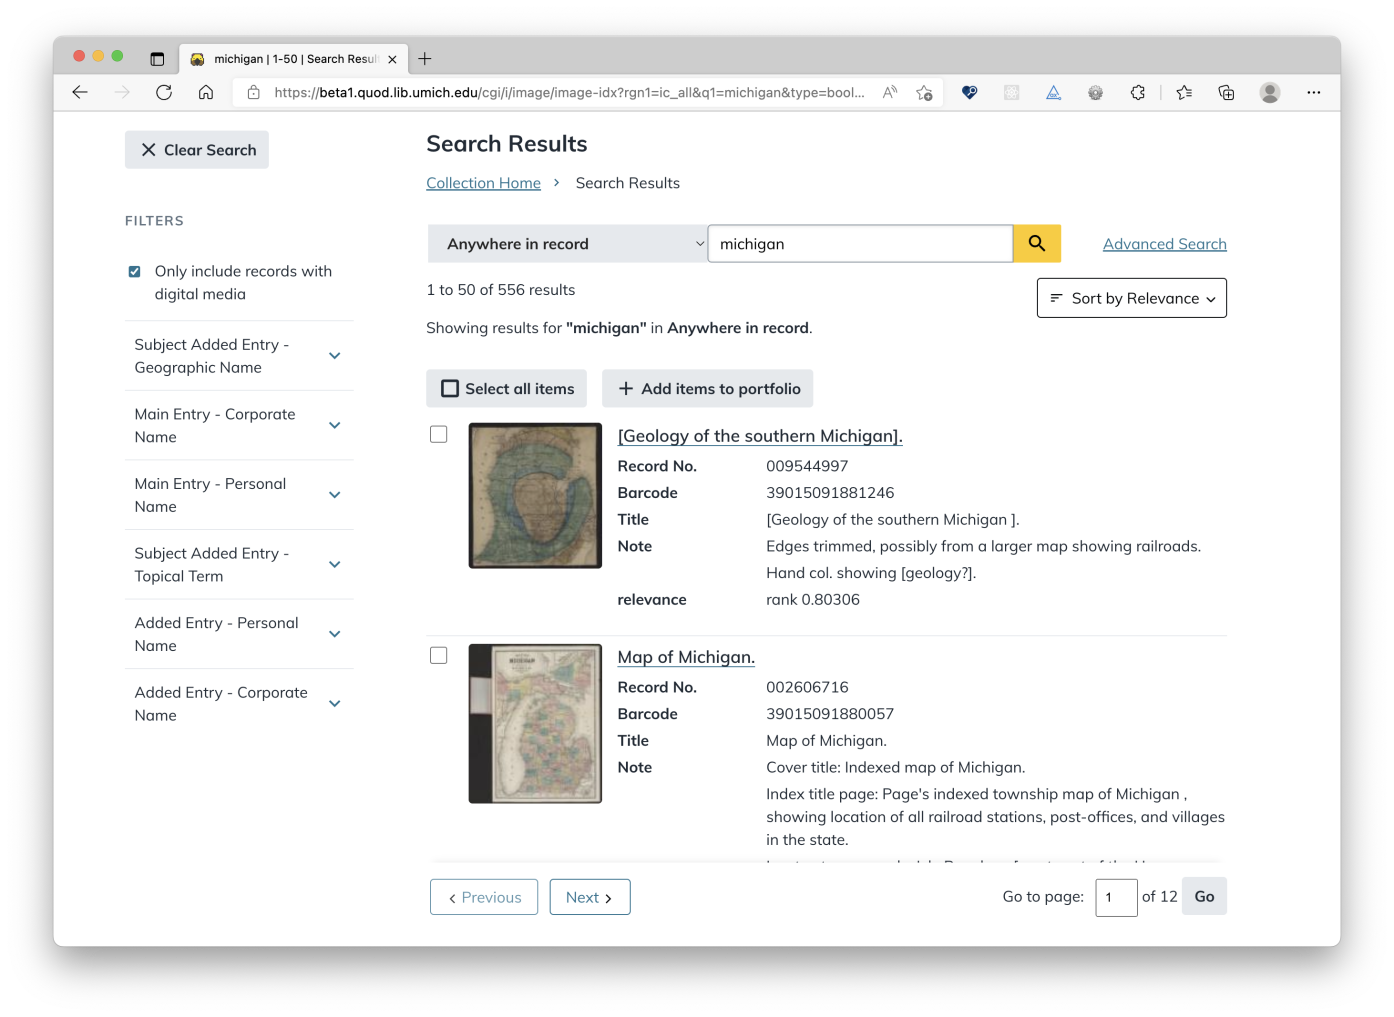 michigan | 1-50 | Search Resul
https://beta1.quod.lib.umich.edu/cgi/i/image/image-idx?rgn1=ic_all&q1=michigan&type=bool...
Clear Search
FILTERS
Only include records with
digital media
Subject Added Entry -
Geographic Name
Main Entry - Corporate
Name
Main Entry - Personal
Name
Subject Added Entry -
Topical Term
Added Entry - Personal
Name
Added Entry - Corporate
Name
Search Results
Collection Home > Search Results
Anywhere in record michigan Advanced Search
1 to 50 of 556 results
Sort by Relevance
Showing results for "michigan" in Anywhere in record.
Select all items + Add items to portfolio
[Geology of the southern Michigan].
Record No. 009544997
Barcode 39015091881246
Title [Geology of the southern Michigan ].
Note Edges trimmed, possibly from a larger map showing railroads.
Hand col. showing [geology?].
relevance rank 0.80306
MICHIGAN
Map of Michigan.
Record No. 002606716
Barcode 39015091880057
Title Map of Michigan.
Note Cover title: Indexed map of Michigan.
Index title page: Page's indexed township map of Michigan ,
showing location of all railroad stations, post-offices, and villages
in the state.
< Previous Next > Go to page: 1 of 12 Go